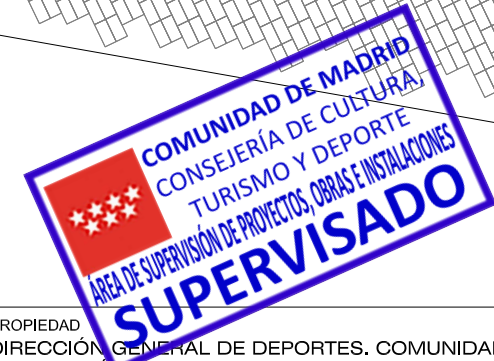 COMUNIDAD DE MADRID
CONSEJERÍA DE CULTURA,
TURISMO Y DEPORTE
ÁREA DE SUPERVISIÓN DE PROYECTOS, OBRAS E INSTALACIONES
SUPERVISADO
ROPIEDAD
DIRECCIÓN GENERAL DE DEPORTES. COMUNIDA